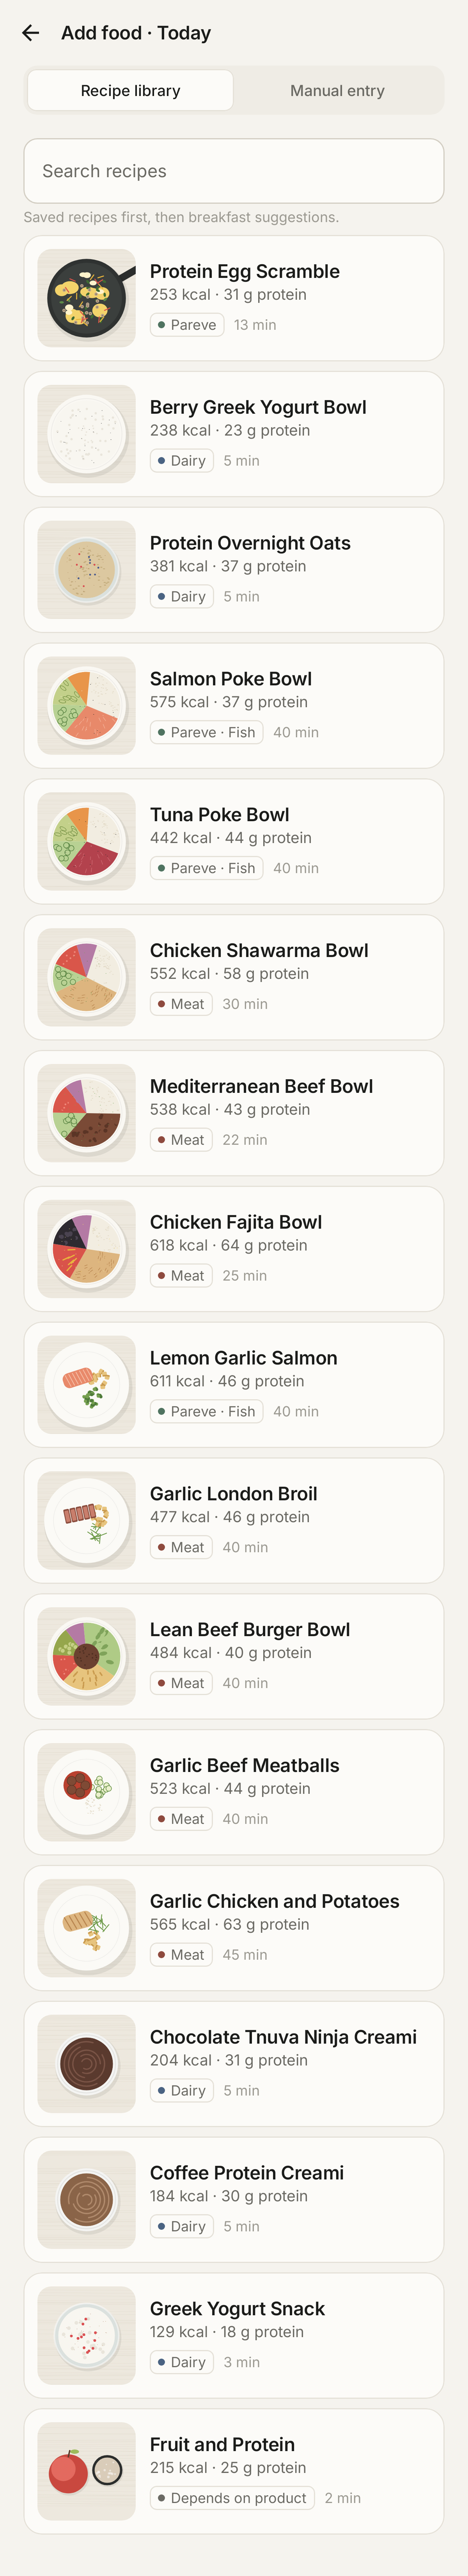 Add food · Today
Recipe library
Manual entry
Search recipes
Saved recipes first, then breakfast suggestions.
Protein Egg Scramble
253 kcal · 31 g protein
Pareve 13 min
Berry Greek Yogurt Bowl
238 kcal · 23 g protein
Dairy 5 min
Protein Overnight Oats
381 kcal · 37 g protein
Dairy 5 min
Salmon Poke Bowl
575 kcal · 37 g protein
Pareve · Fish 40 min
Tuna Poke Bowl
442 kcal · 44 g protein
Pareve · Fish 40 min
Chicken Shawarma Bowl
552 kcal · 58 g protein
Meat 30 min
Mediterranean Beef Bowl
538 kcal · 43 g protein
Meat 22 min
Chicken Fajita Bowl
618 kcal · 64 g protein
Meat 25 min
Lemon Garlic Salmon
611 kcal · 46 g protein
Pareve · Fish 40 min
Garlic London Broil
477 kcal · 46 g protein
Meat 40 min
Lean Beef Burger Bowl
484 kcal · 40 g protein
Meat 40 min
Garlic Beef Meatballs
523 kcal · 44 g protein
Meat 40 min
Garlic Chicken and Potatoes
565 kcal · 63 g protein
Meat 45 min
Chocolate Tnuva Ninja Creami
204 kcal · 31 g protein
Dairy 5 min
Coffee Protein Creami
184 kcal · 30 g protein
Dairy 5 min
Greek Yogurt Snack
129 kcal · 18 g protein
Dairy 3 min
Fruit and Protein
215 kcal · 25 g protein
Depends on product 2 min